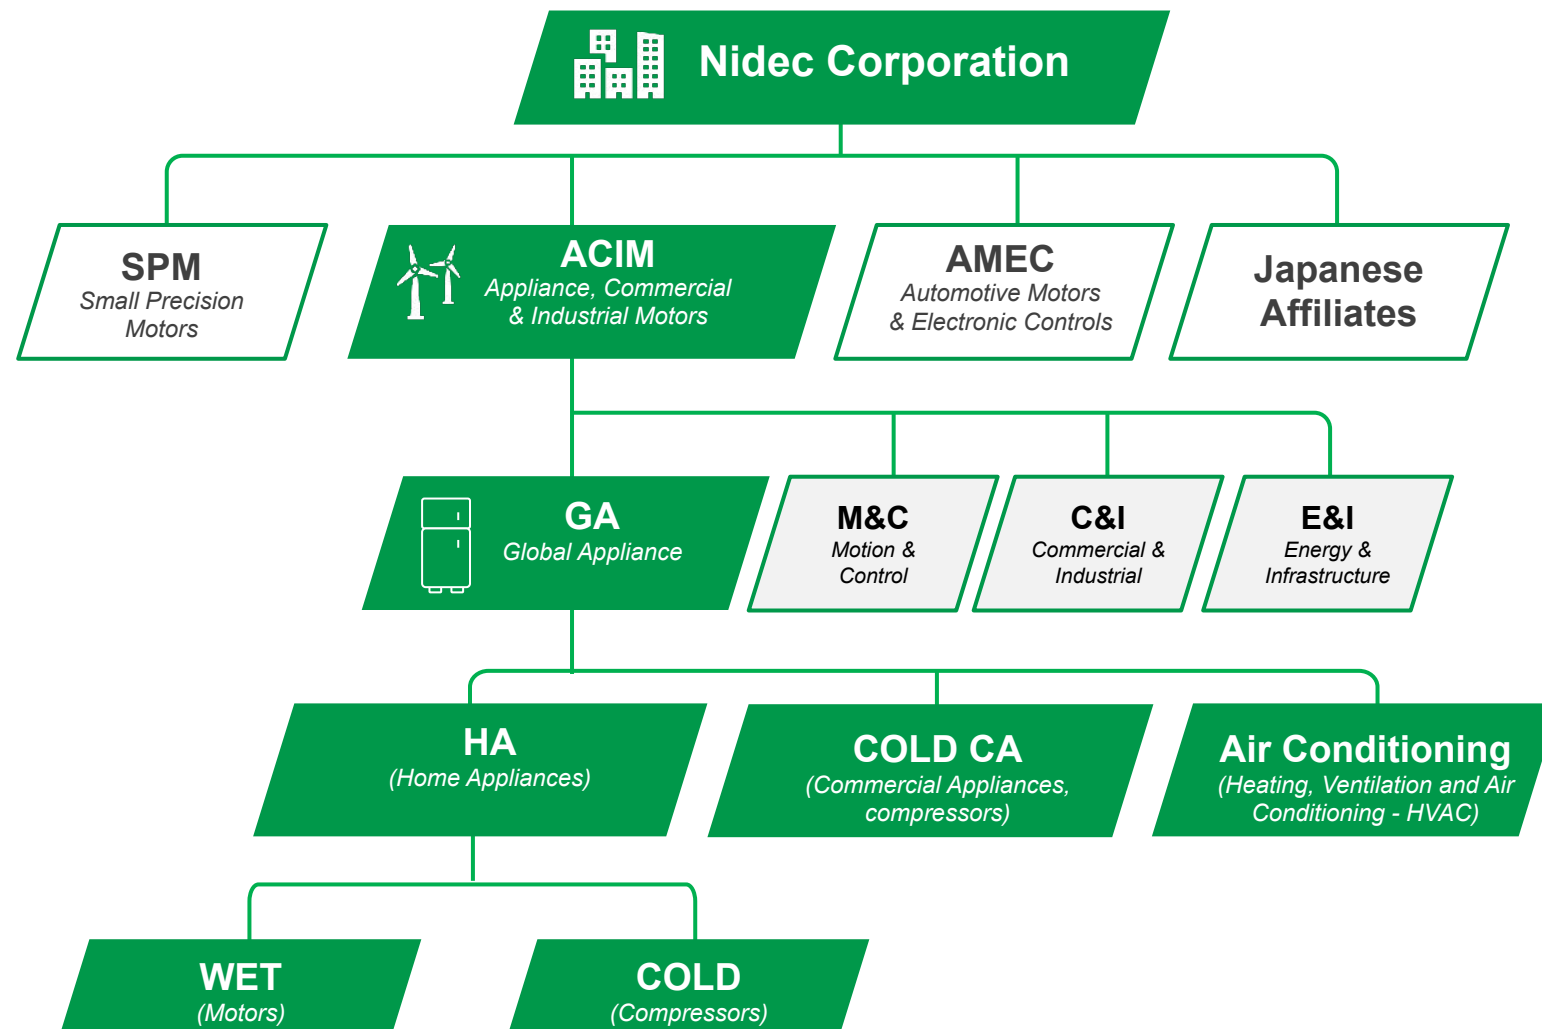 Nidec Corporation
SPM
Small Precision
Motors
ACIM
Appliance, Commercial
& Industrial Motors
AMEC
Automotive Motors
& Electronic Controls
Japanese
Affiliates
GA
Global Appliance
M&C
Motion &
Control
C&I
Commercial &
Industrial
E&I
Energy &
Infrastructure
HA
(Home Appliances)
COLD CA
(Commercial Appliances,
compressors)
Air Conditioning
(Heating, Ventilation and Air
Conditioning - HVAC)
WET
(Motors)
COLD
(Compressors)